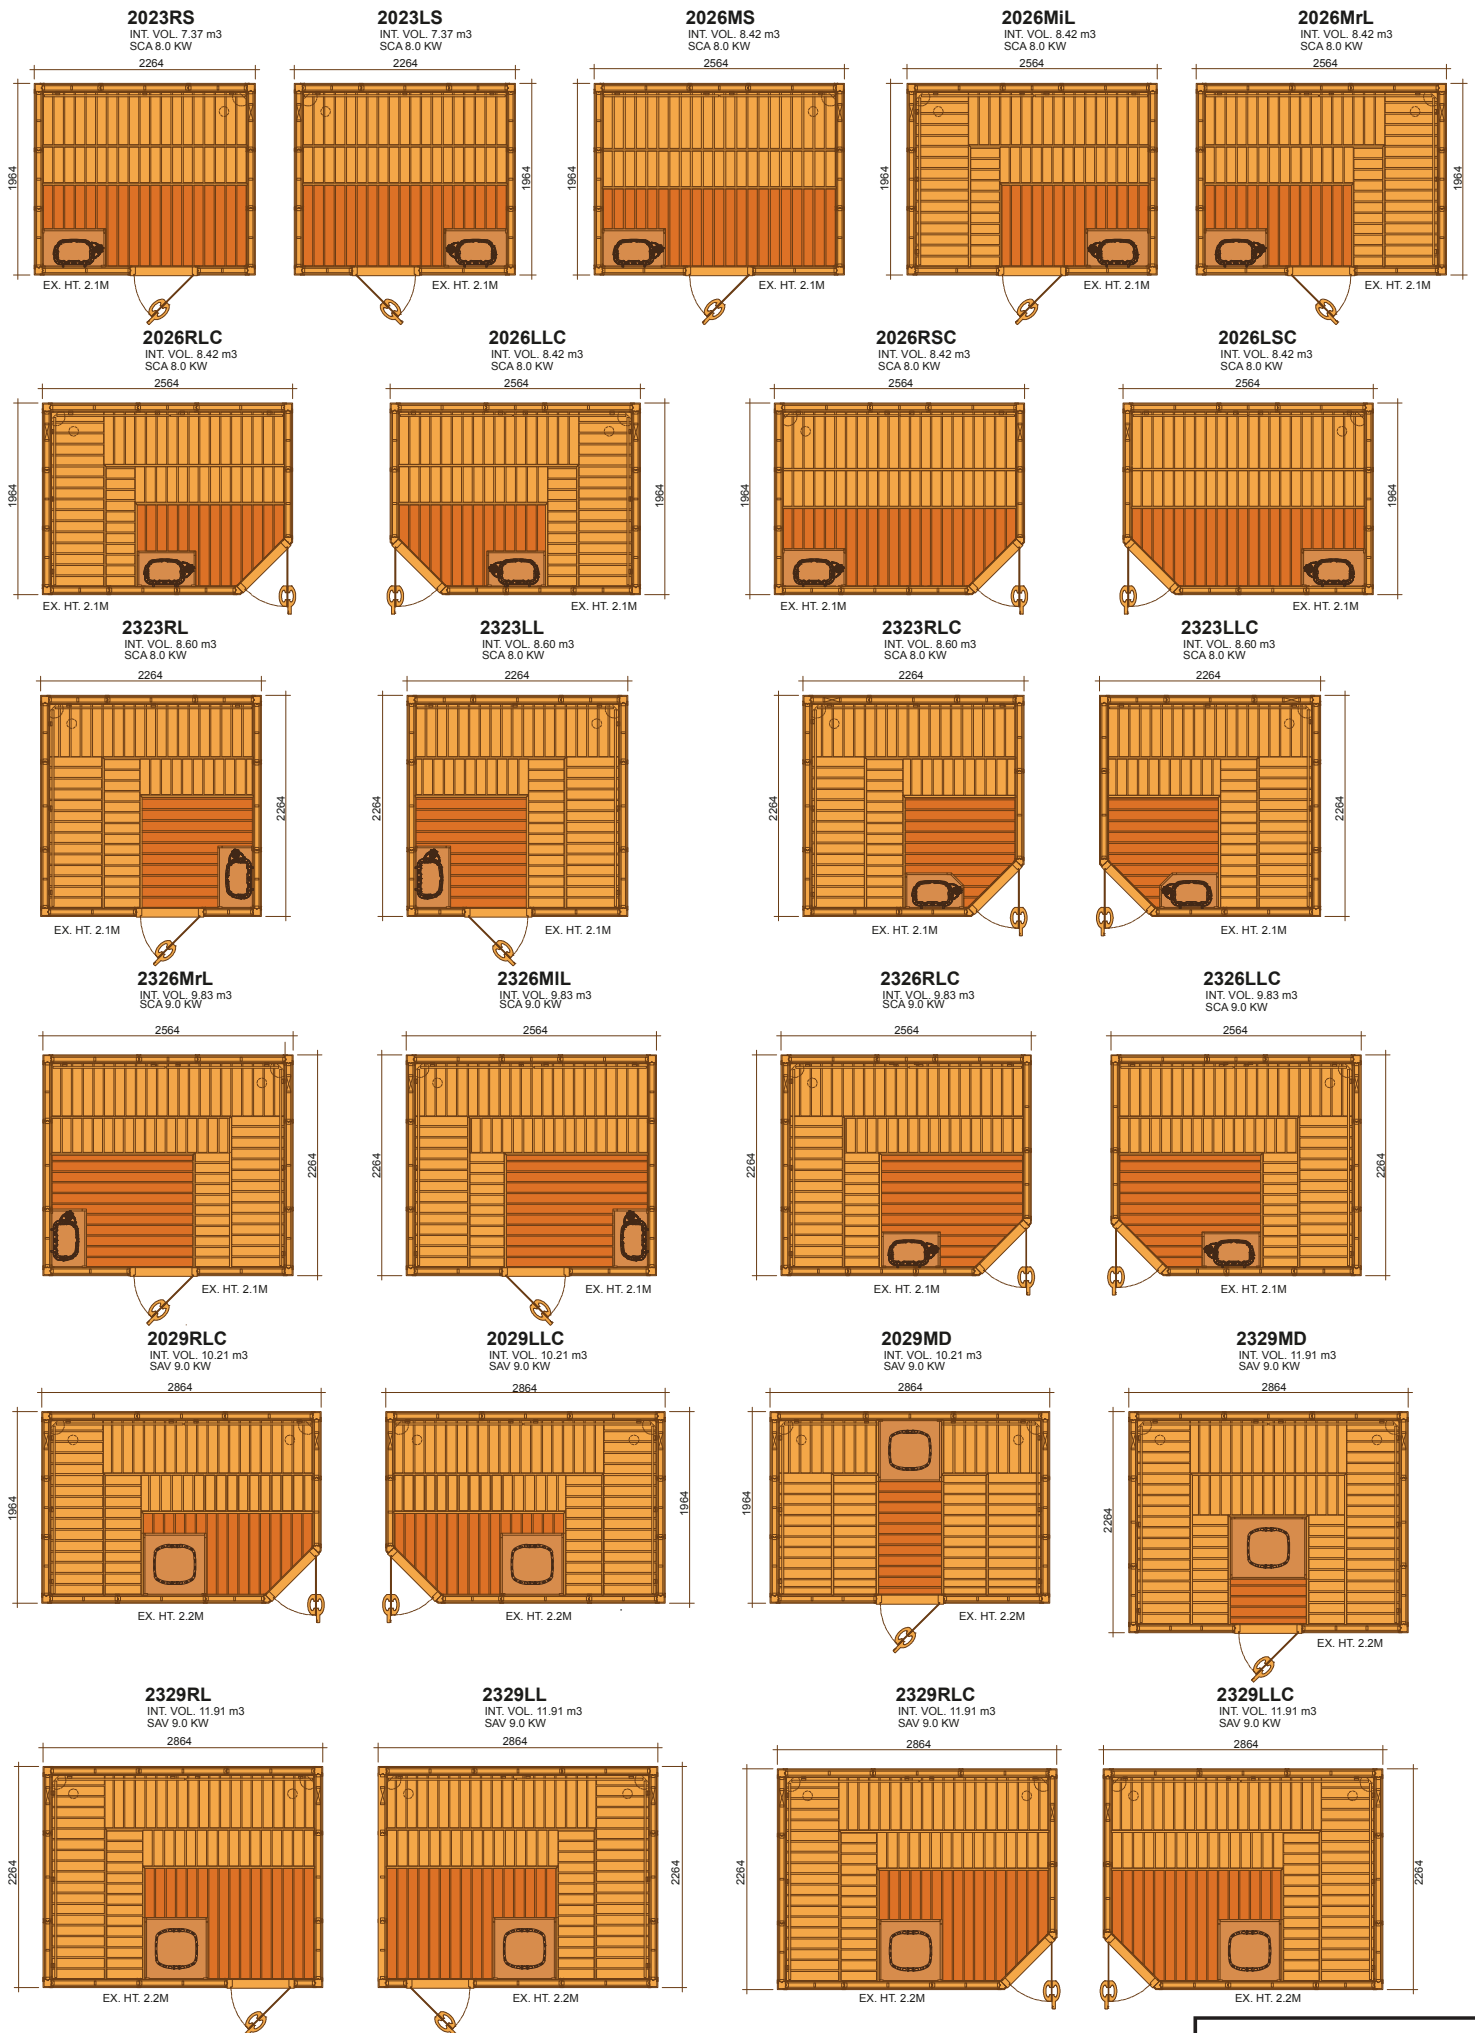 2023RS
INT. VOL. 7.37 m3
SCA 8.0 KW
2264
1964
EX. HT. 2.1M
2023LS
INT. VOL. 7.37 m3
SCA 8.0 KW
2264
1964
EX. HT. 2.1M
2026MS
INT. VOL. 8.42 m3
SCA 8.0 KW
2564
1964
EX. HT. 2.1M
2026MiL
INT. VOL. 8.42 m3
SCA 8.0 KW
2564
1964
EX. HT. 2.1M
2026MrL
INT. VOL. 8.42 m3
SCA 8.0 KW
2564
1964
EX. HT. 2.1M
2026RLC
INT. VOL. 8.42 m3
SCA 8.0 KW
2564
1964
EX. HT. 2.1M
2026LLC
INT. VOL. 8.42 m3
SCA 8.0 KW
2564
1964
EX. HT. 2.1M
2026RSC
INT. VOL. 8.42 m3
SCA 8.0 KW
2564
1964
EX. HT. 2.1M
2026LSC
INT. VOL. 8.42 m3
SCA 8.0 KW
2564
1964
EX. HT. 2.1M
2323RL
INT. VOL. 8.60 m3
SCA 8.0 KW
2264
2264
EX. HT. 2.1M
2323LL
INT. VOL. 8.60 m3
SCA 8.0 KW
2264
2264
EX. HT. 2.1M
2323RLC
INT. VOL. 8.60 m3
SCA 8.0 KW
2264
2264
EX. HT. 2.1M
2323LLC
INT. VOL. 8.60 m3
SCA 8.0 KW
2264
2264
EX. HT. 2.1M
2326MrL
INT. VOL. 9.83 m3
SCA 9.0 KW
2564
2264
EX. HT. 2.1M
2326MlL
INT. VOL. 9.83 m3
SCA 9.0 KW
2564
2264
EX. HT. 2.1M
2326RLC
INT. VOL. 9.83 m3
SCA 9.0 KW
2564
2264
EX. HT. 2.1M
2326LLC
INT. VOL. 9.83 m3
SCA 9.0 KW
2564
2264
EX. HT. 2.1M
2029RLC
INT. VOL. 10.21 m3
SAV 9.0 KW
2864
1964
EX. HT. 2.2M
2029LLC
INT. VOL. 10.21 m3
SAV 9.0 KW
2864
1964
EX. HT. 2.2M
2029MD
INT. VOL. 10.21 m3
SAV 9.0 KW
2864
1964
EX. HT. 2.2M
2329MD
INT. VOL. 11.91 m3
SAV 9.0 KW
2864
2264
EX. HT. 2.2M
2329RL
INT. VOL. 11.91 m3
SAV 9.0 KW
2864
2264
EX. HT. 2.2M
2329LL
INT. VOL. 11.91 m3
SAV 9.0 KW
2864
2264
EX. HT. 2.2M
2329RLC
INT. VOL. 11.91 m3
SAV 9.0 KW
2864
2264
EX. HT. 2.2M
2329LLC
INT. VOL. 11.91 m3
SAV 9.0 KW
2864
2264
EX. HT. 2.2M